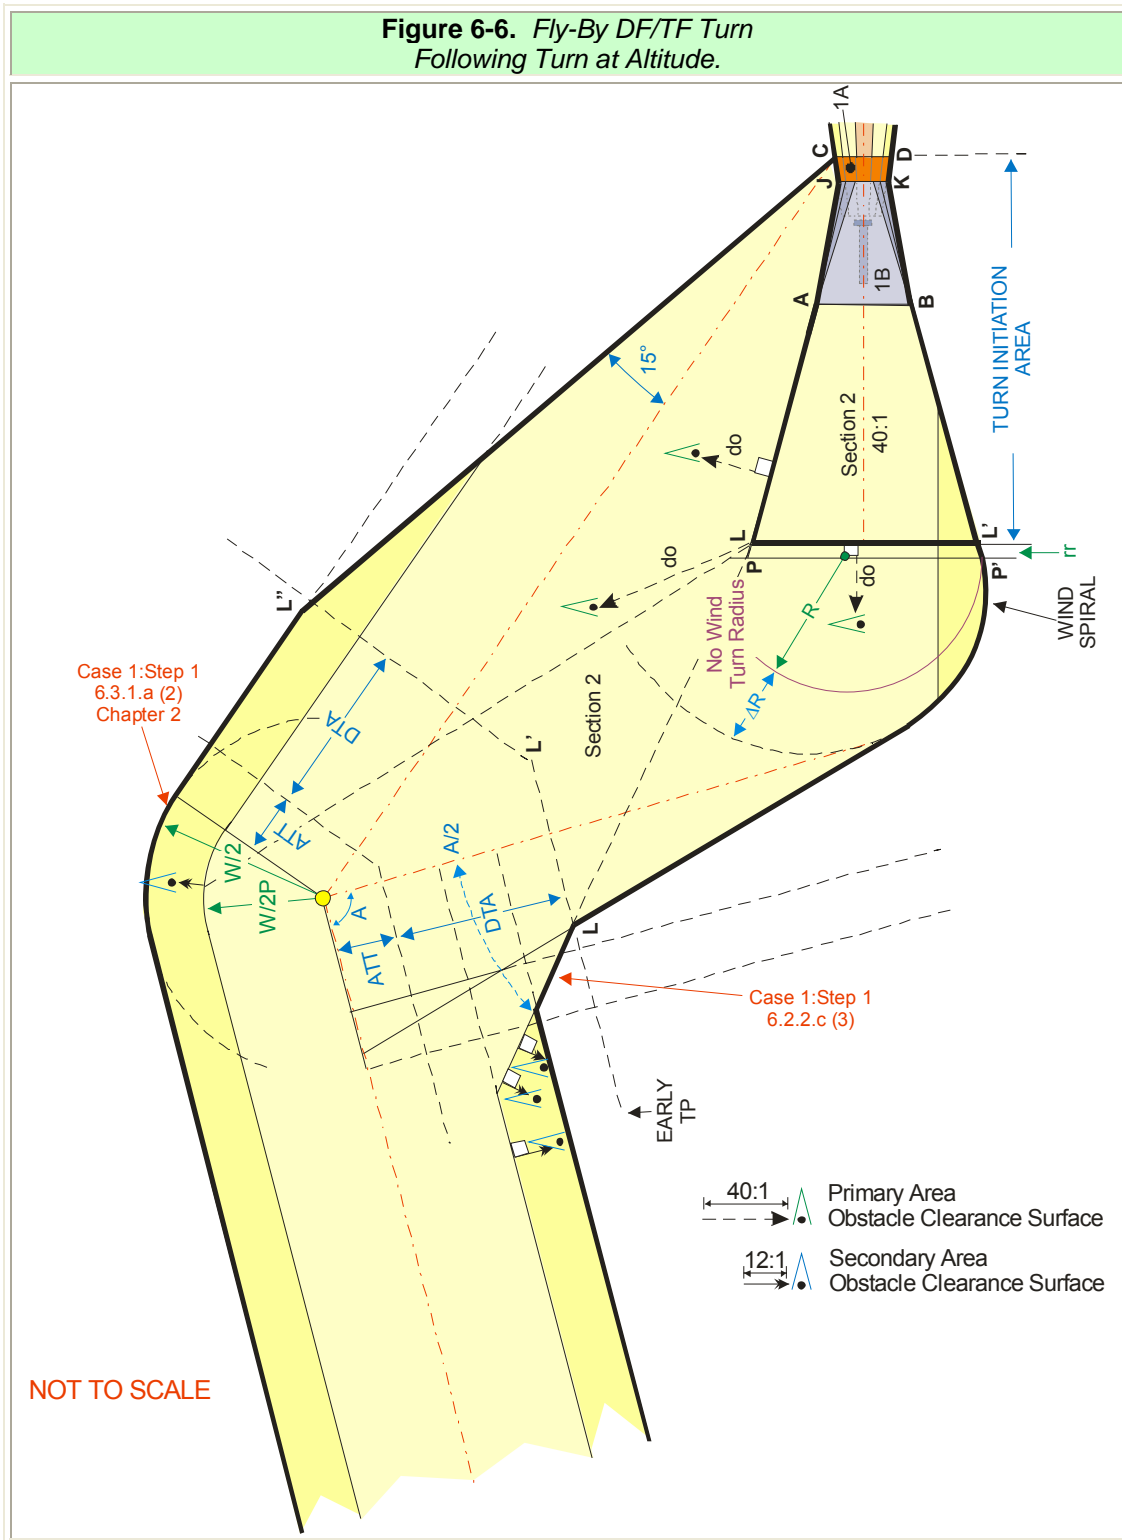 Figure 6-6. Fly-By DF/TF Turn
Following Turn at Altitude.
1A
C
D
J
K
1B
A
B
TURN INITIATION
AREA
15°
Section 2
40:1
do
L
L'
P
P'
rr
do
do
R
No Wind
Turn Radius
WIND
SPIRAL
L"
Case 1:Step 1
6.3.1.a (2)
Chapter 2
DTA
ΔR
L'
Section 2
ATT
W/2
A/2
W/2P
A
DTA
ATT
L
Case 1:Step 1
6.2.2.c (3)
EARLY
TP
40:1
Primary Area
Obstacle Clearance Surface
12:1
Secondary Area
Obstacle Clearance Surface
NOT TO SCALE